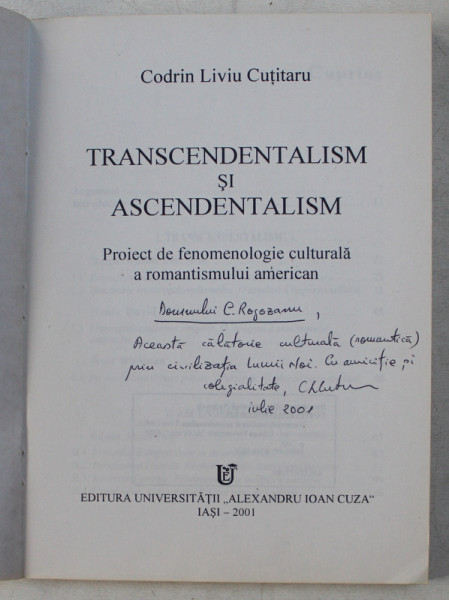 Codrin Liviu Cuțitaru
TRANSCENDENTALISM
ȘI
ASCENDENTALISM
Proiect de fenomenologie culturală
a romantismului american
Domnului C. Rogozanu,
Această călătorie culturală (romantică)
prin civilizația Lumii Noi. Cu amiciție și
colegialitate,
iulie 2001
EDITURA UNIVERSITĂȚII „ALEXANDRU IOAN CUZA"
IAȘI – 2001